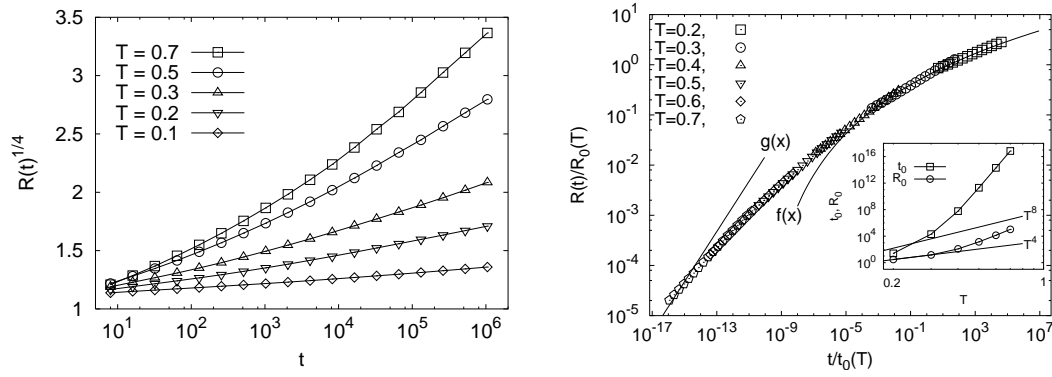 R(t)^{1/4}
3.5
3
2.5
2
1.5
1
T = 0.7
T = 0.5
T = 0.3
T = 0.2
T = 0.1
10^1 10^2 10^3 10^4 10^5 10^6
t
R(t)/R_0(T)
10^1
10^0
10^-1
10^-2
10^-3
10^-4
10^-5
T=0.2,
T=0.3,
T=0.4,
T=0.5,
T=0.6,
T=0.7,
g(x)
f(x)
t_0, R_0
10^16
10^12
10^8
10^4
10^0
t_0
R_0
T^8
T^4
0.2 1
T
10^-17 10^-13 10^-9 10^-5 10^-1 10^3 10^7
t/t_0(T)